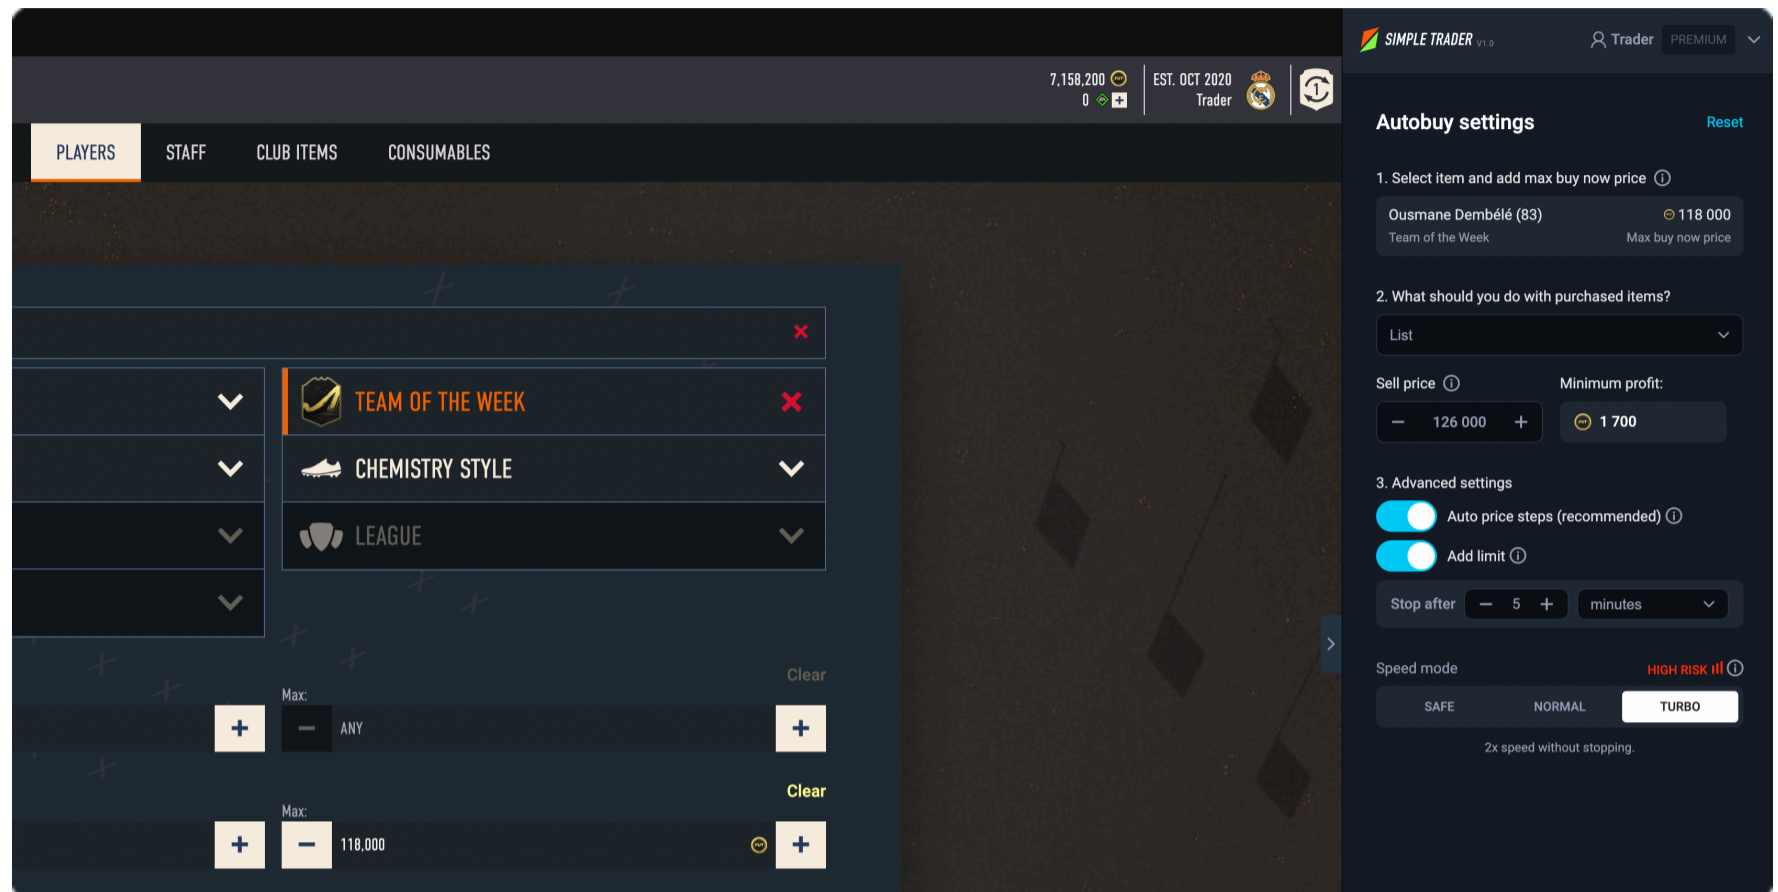 7,158,200
0
EST. OCT 2020
Trader
1
PLAYERS
STAFF
CLUB ITEMS
CONSUMABLES
TEAM OF THE WEEK
CHEMISTRY STYLE
LEAGUE
Clear
Max:
ANY
Clear
Max:
118,000
SIMPLE TRADER V1.0
Trader
PREMIUM
Autobuy settings
Reset
1. Select item and add max buy now price
Ousmane Dembélé (83)
118 000
Team of the Week
Max buy now price
2. What should you do with purchased items?
List
Sell price
Minimum profit:
126 000
1 700
3. Advanced settings
Auto price steps (recommended)
Add limit
Stop after
5
minutes
Speed mode
HIGH RISK
SAFE
NORMAL
TURBO
2x speed without stopping.